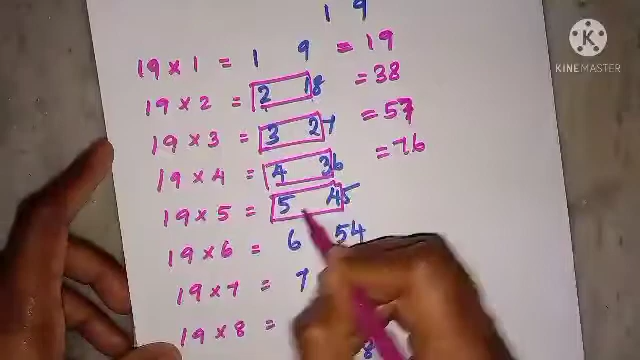 1 9
19 × 1 = 1 9 = 19
19 × 2 = 2 18 = 38
19 × 3 = 3 27 = 57
19 × 4 = 4 36 = 76
19 × 5 = 5 45
19 × 6 = 6 54
19 × 7 = 7
19 × 8 =
KINEMASTER